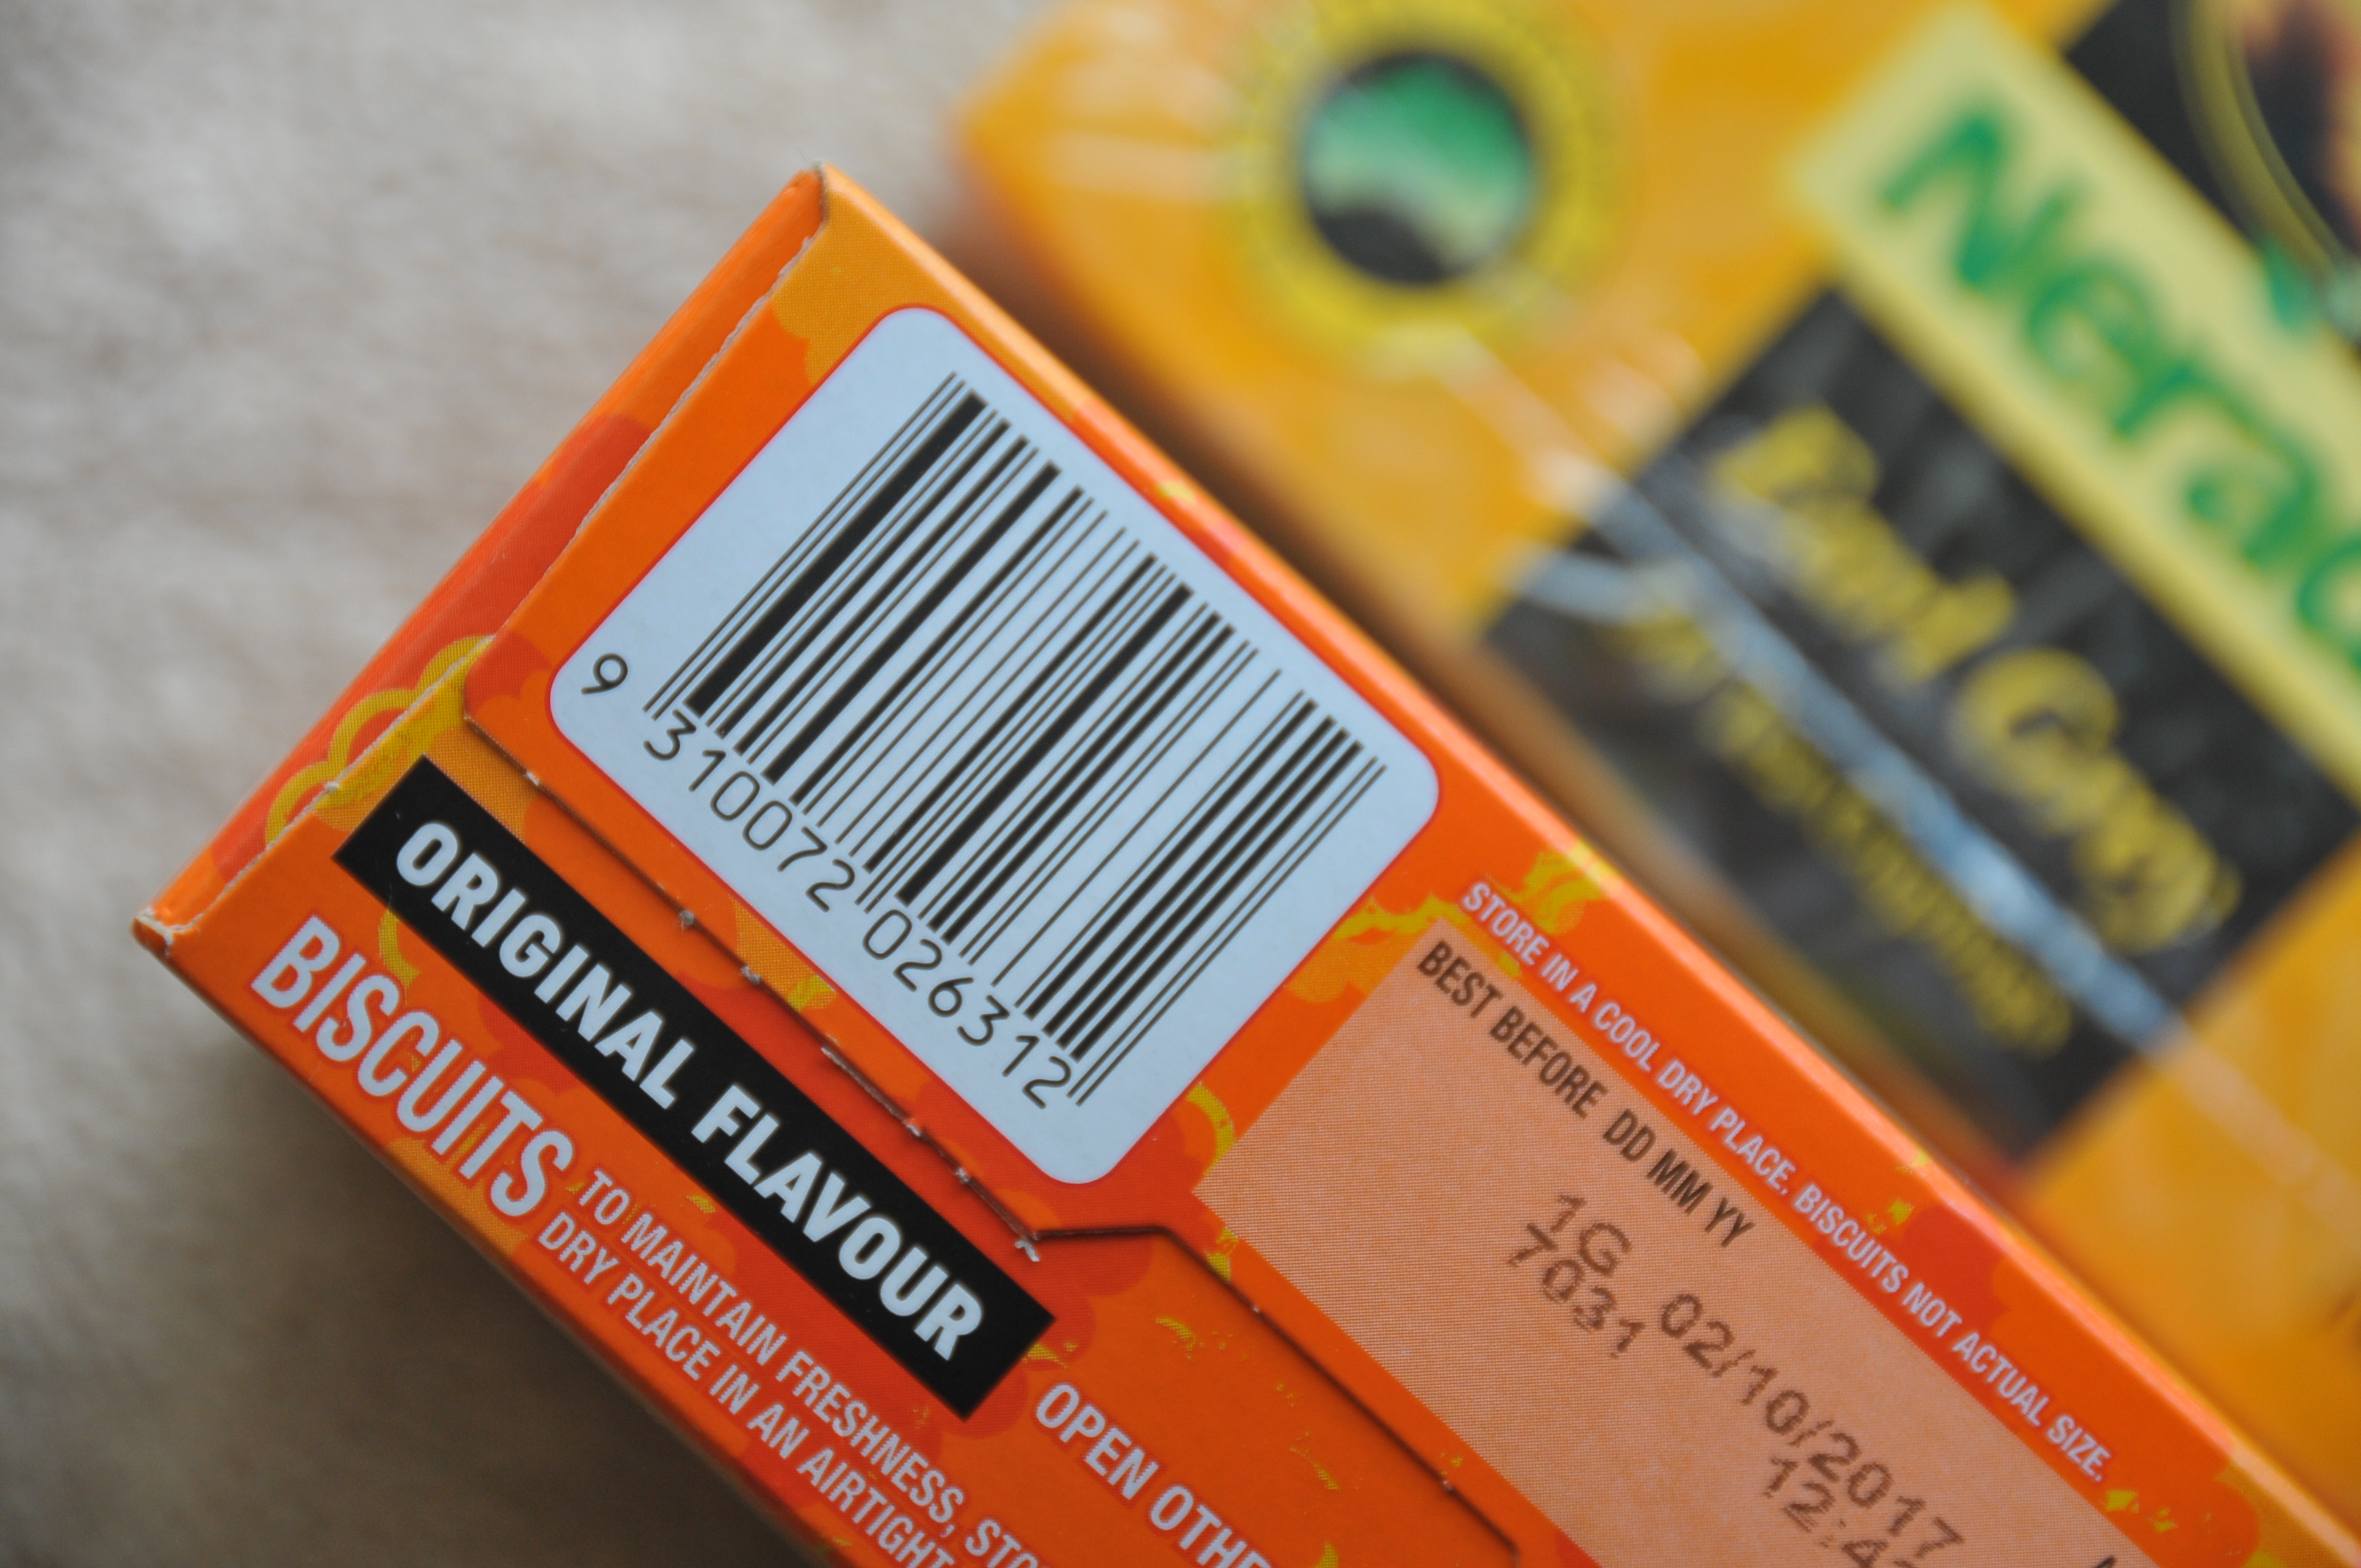 9 310072 026312
ORIGINAL FLAVOUR
BISCUITS
TO MAINTAIN FRESHNESS,
DRY PLACE IN AN AIRTIGHT
OPEN
STORE IN A COOL DRY PLACE. BISCUITS NOT ACTUAL SIZE.
BEST BEFORE DD MM YY
1G 02/10/2017
7031